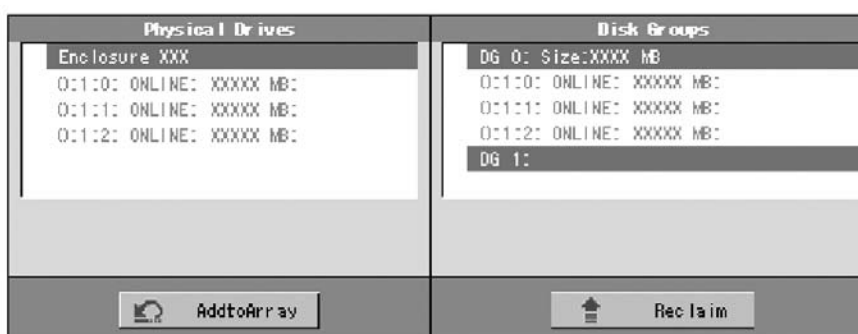 Physical Drives
Enclosure XXX
0:1:0: ONLINE: XXXXX MB:
0:1:1: ONLINE: XXXXX MB:
0:1:2: ONLINE: XXXXX MB:
AddtoArray
Disk Groups
DG 0: Size:XXXX MB
0:1:0: ONLINE: XXXXX MB:
0:1:1: ONLINE: XXXXX MB:
0:1:2: ONLINE: XXXXX MB:
DG 1:
Reclaim